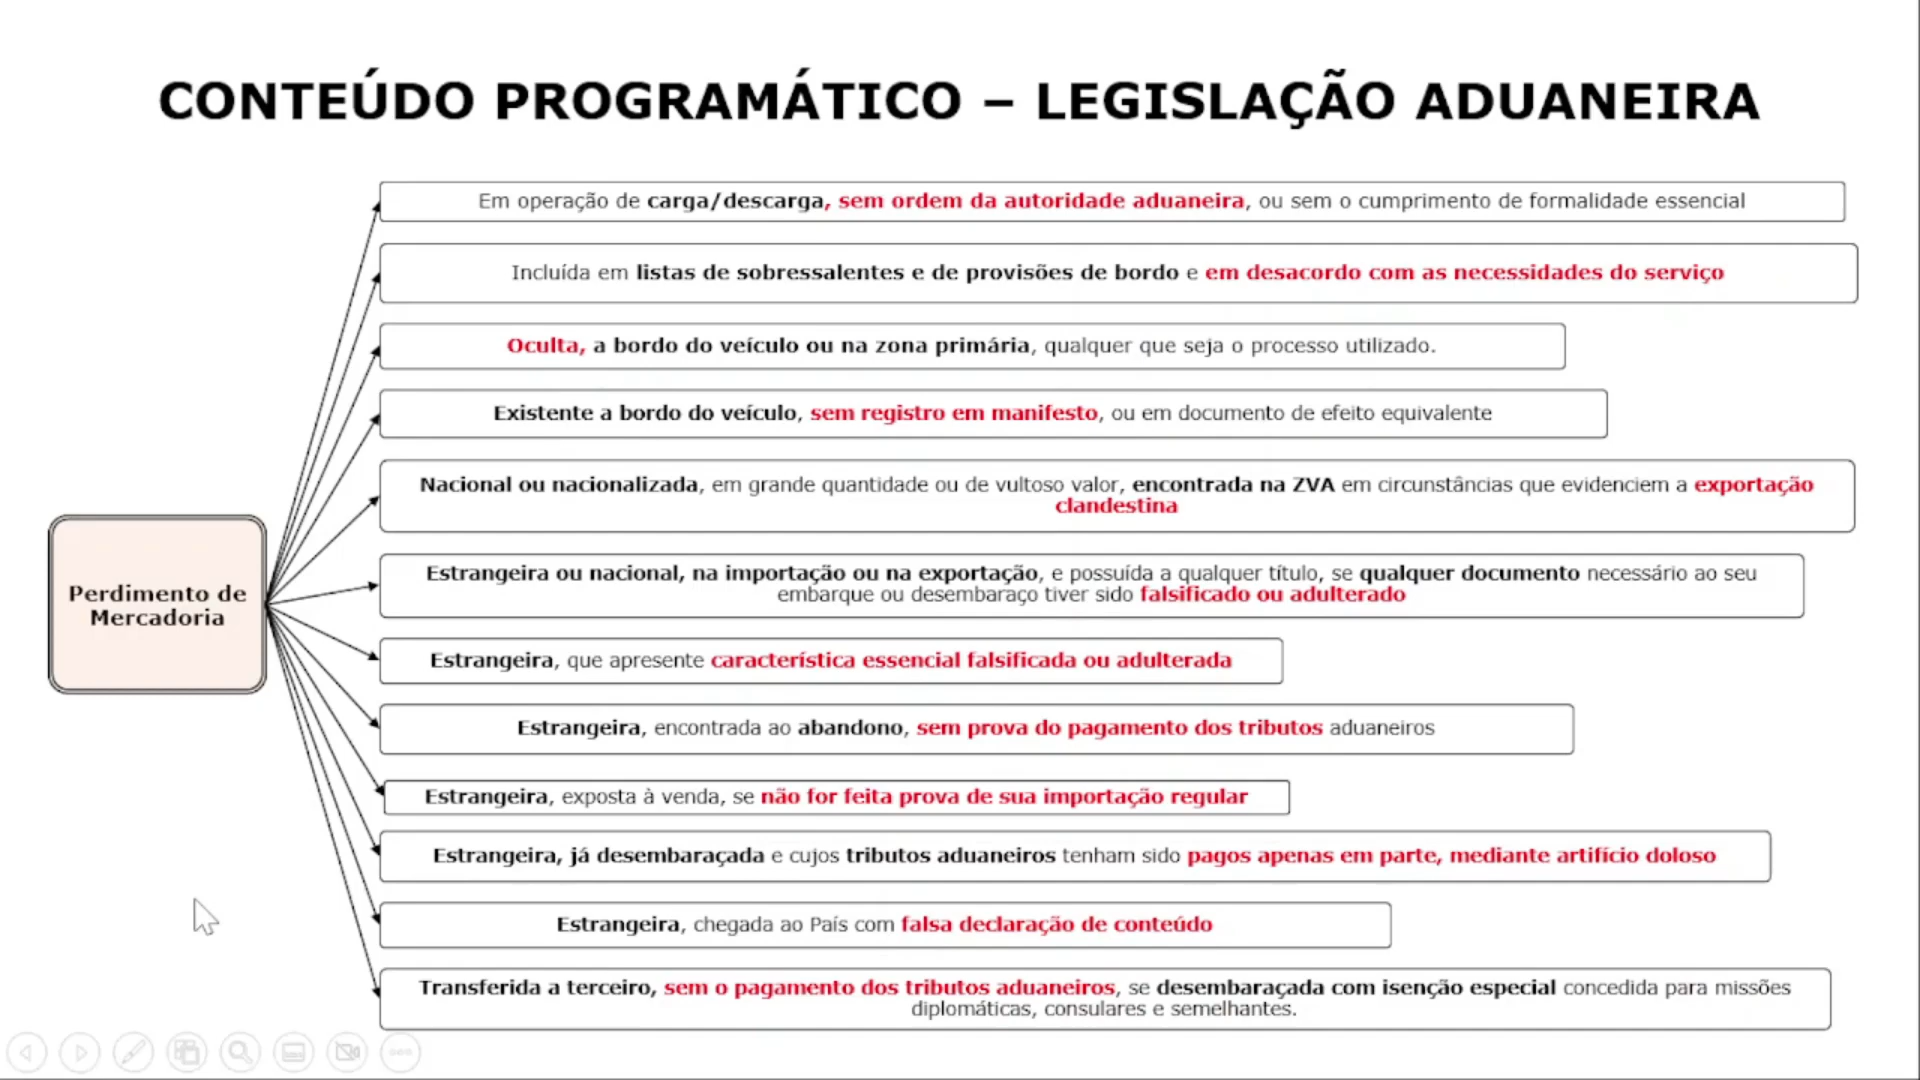 CONTEÚDO PROGRAMÁTICO – LEGISLAÇÃO ADUANEIRA
Perdimento de
Mercadoria
Em operação de carga/descarga, sem ordem da autoridade aduaneira, ou sem o cumprimento de formalidade essencial
Incluída em listas de sobressalentes e de provisões de bordo e em desacordo com as necessidades do serviço
Oculta, a bordo do veículo ou na zona primária, qualquer que seja o processo utilizado.
Existente a bordo do veículo, sem registro em manifesto, ou em documento de efeito equivalente
Nacional ou nacionalizada, em grande quantidade ou de vultoso valor, encontrada na ZVA em circunstâncias que evidenciem a exportação
clandestina
Estrangeira ou nacional, na importação ou na exportação, e possuída a qualquer título, se qualquer documento necessário ao seu
embarque ou desembaraço tiver sido falsificado ou adulterado
Estrangeira, que apresente característica essencial falsificada ou adulterada
Estrangeira, encontrada ao abandono, sem prova do pagamento dos tributos aduaneiros
Estrangeira, exposta à venda, se não for feita prova de sua importação regular
Estrangeira, já desembaraçada e cujos tributos aduaneiros tenham sido pagos apenas em parte, mediante artifício doloso
Estrangeira, chegada ao País com falsa declaração de conteúdo
Transferida a terceiro, sem o pagamento dos tributos aduaneiros, se desembaraçada com isenção especial concedida para missões
diplomáticas, consulares e semelhantes.